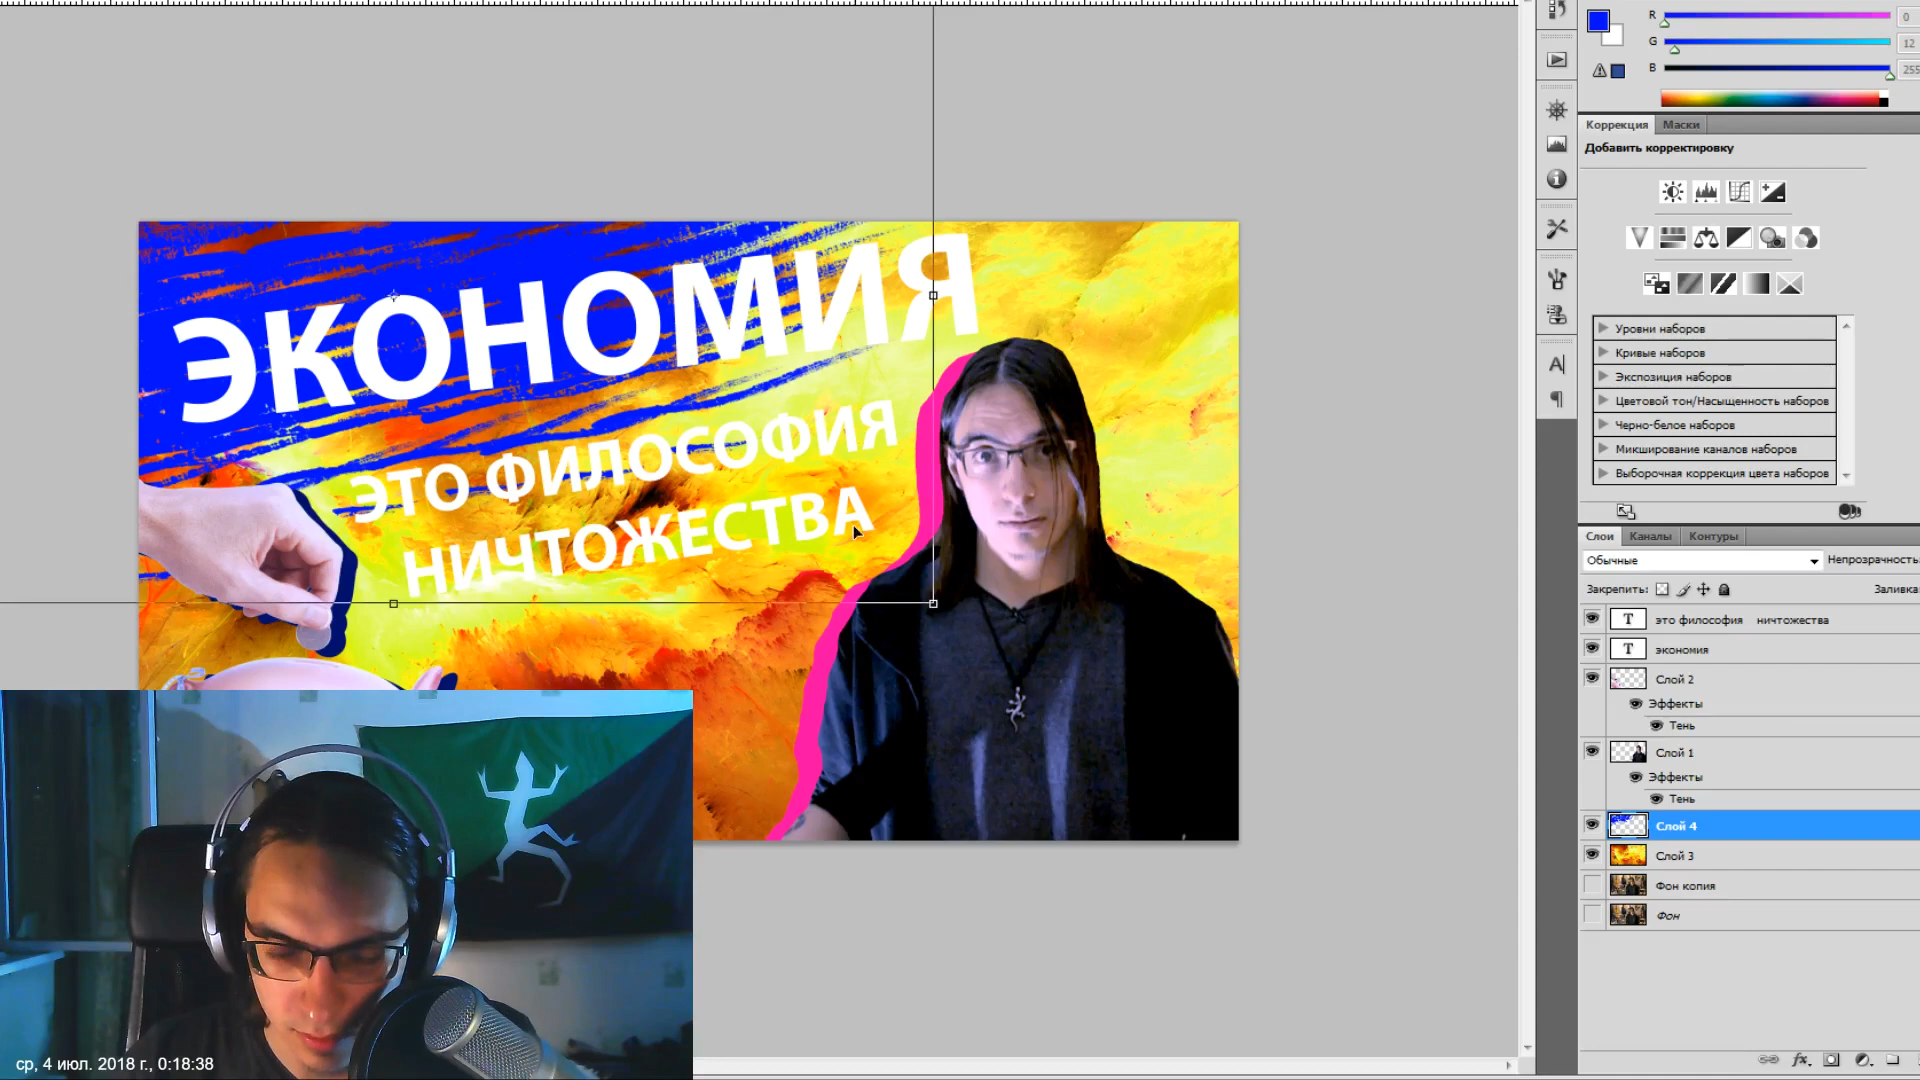 R
0
G
12
B
255
Коррекция
Маски
Добавить корректировку
Уровни наборов
Кривые наборов
Экспозиция наборов
Цветовой тон/Насыщенность наборов
Черно-белое наборов
Микширование каналов наборов
Выборочная коррекция цвета наборов
Слои
Каналы
Контуры
Обычные
Непрозрачность:
Закрепить:
Заливка
T это философия ничтожества
T экономия
Слой 2
Эффекты
Тень
Слой 1
Эффекты
Тень
Слой 4
Слой 3
Фон копия
Фон
fx.
A
ЭКОНОМИЯ
ЭТО ФИЛОСОФИЯ
НИЧТОЖЕСТВА
ср, 4 июл. 2018 г., 0:18:38